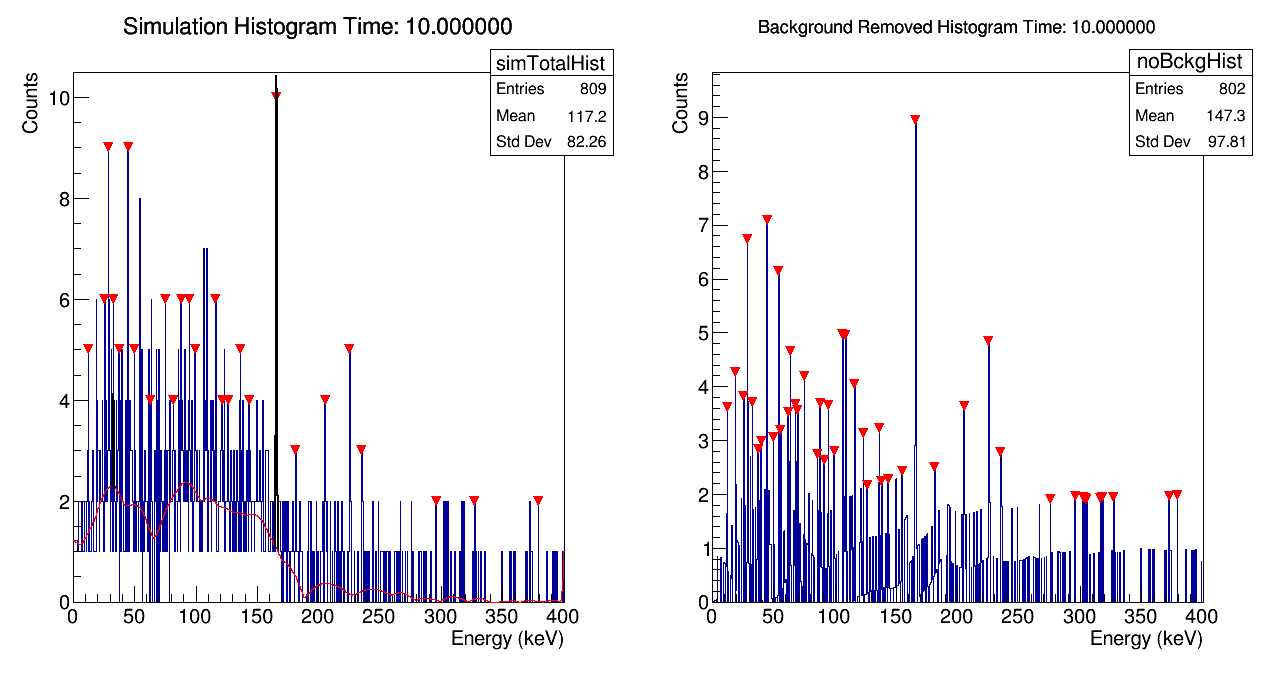 Simulation Histogram Time: 10.000000
simTotalHist
Entries 809
Mean 117.2
Std Dev 82.26
Counts
10
8
6
4
2
0
0 50 100 150 200 250 300 350 400
Energy (keV)
Background Removed Histogram Time: 10.000000
noBckgHist
Entries 802
Mean 147.3
Std Dev 97.81
Counts
9
8
7
6
5
4
3
2
1
0
0 50 100 150 200 250 300 350 400
Energy (keV)